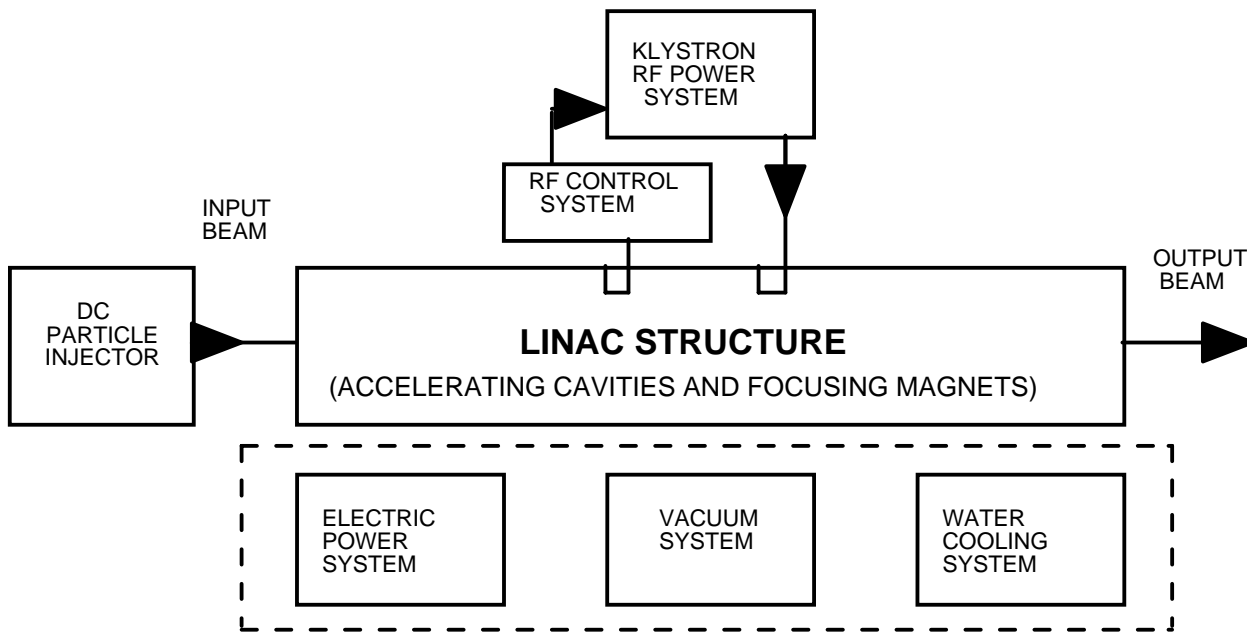 KLYSTRON
RF POWER
SYSTEM
RF CONTROL
SYSTEM
INPUT
BEAM
OUTPUT
BEAM
DC
PARTICLE
INJECTOR
LINAC STRUCTURE
(ACCELERATING CAVITIES AND FOCUSING MAGNETS)
ELECTRIC
POWER
SYSTEM
VACUUM
SYSTEM
WATER
COOLING
SYSTEM